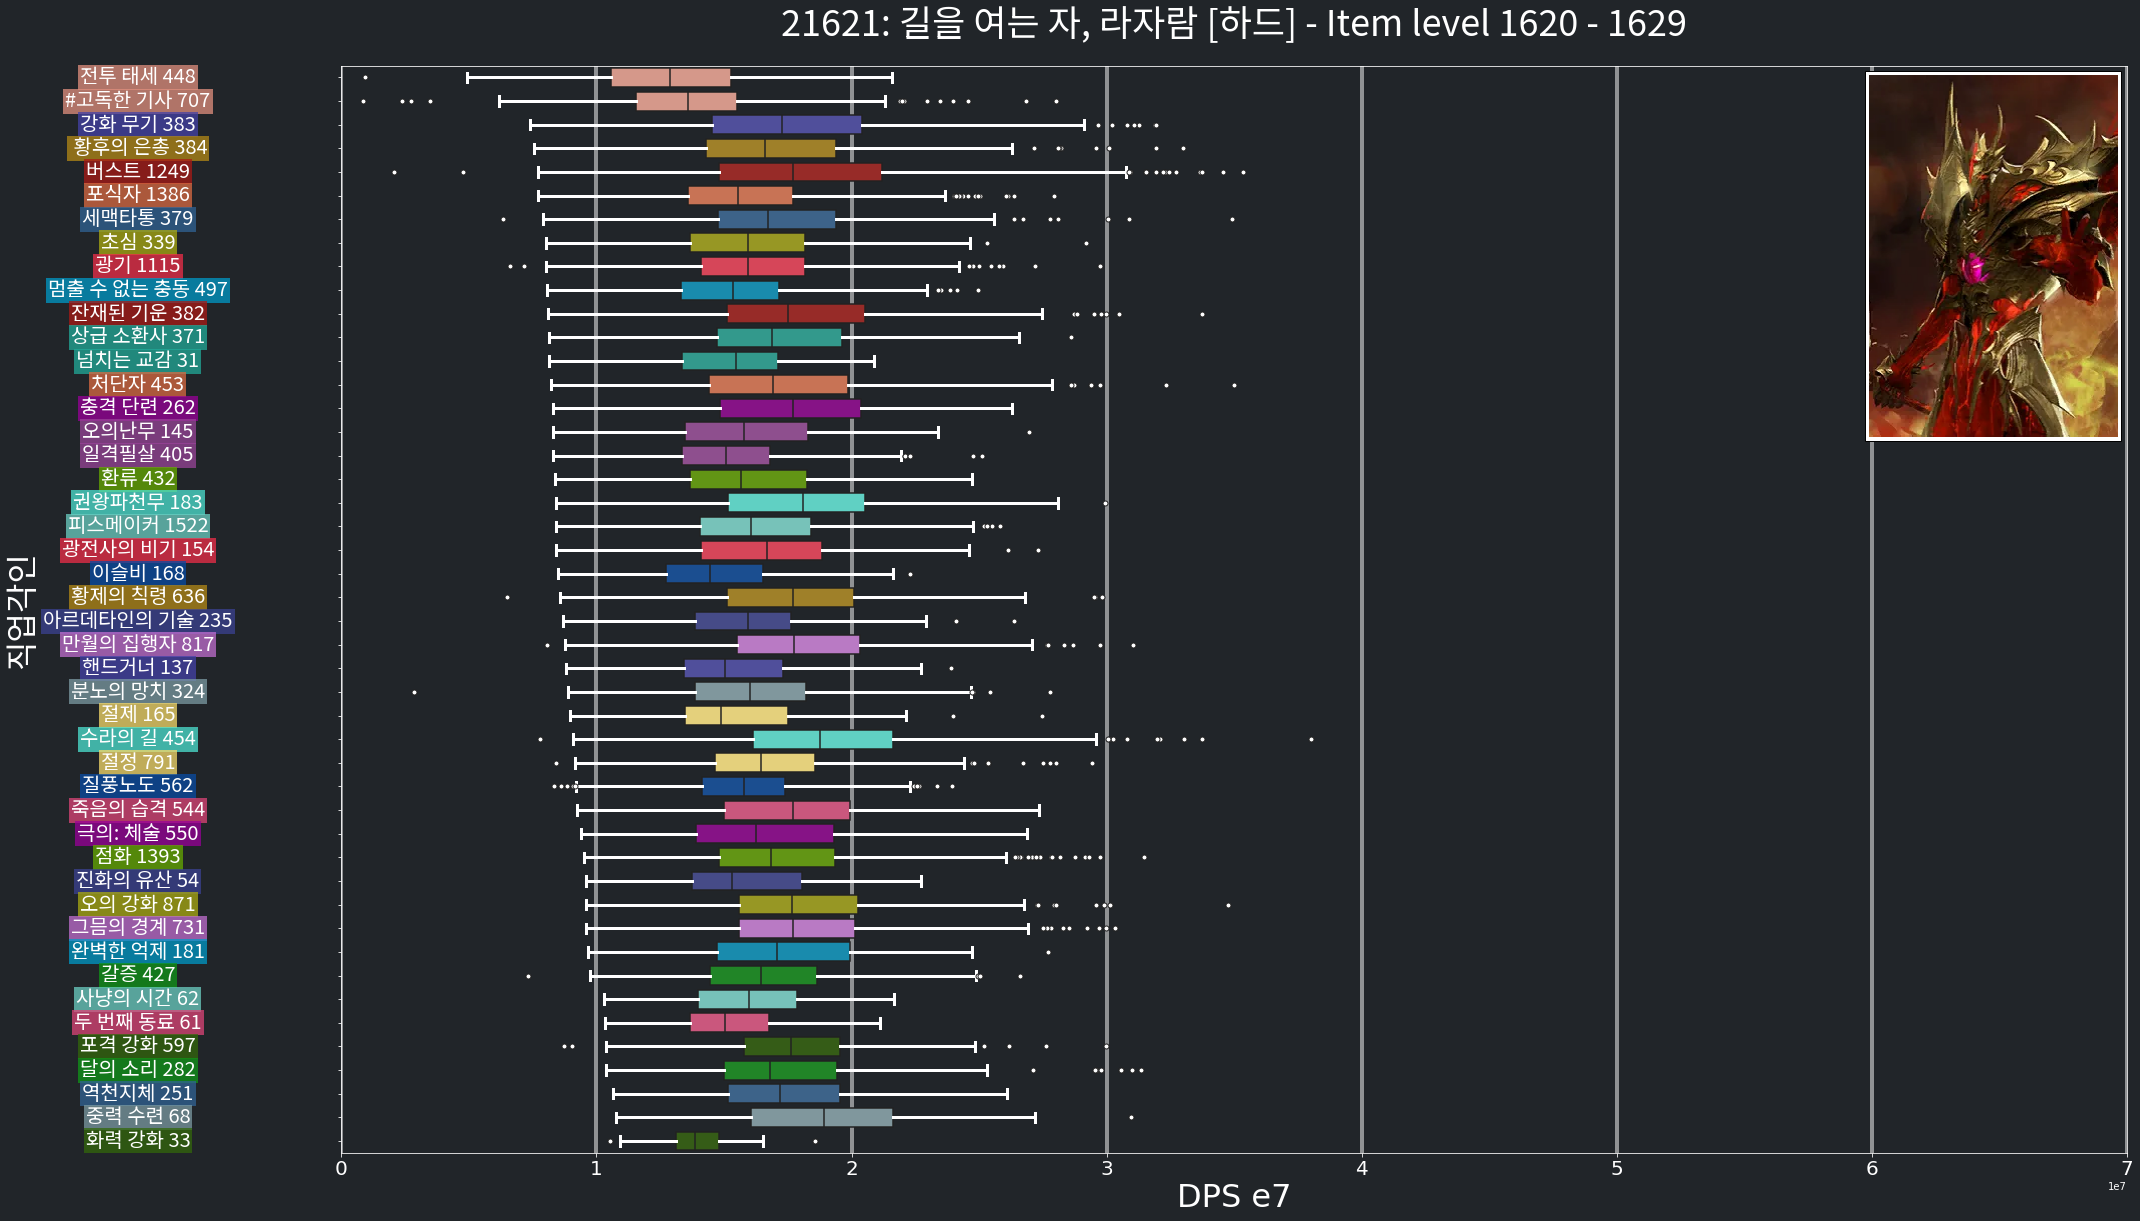 21621: 길을 여는 자, 라자람 [하드] - Item level 1620 - 1629
직업각인
전투 태세 448
#고독한 기사 707
강화 무기 383
황후의 은총 384
버스트 1249
포식자 1386
세맥타통 379
초심 339
광기 1115
멈출 수 없는 충동 497
잔재된 기운 382
상급 소환사 371
넘치는 교감 31
처단자 453
충격 단련 262
오의난무 145
일격필살 405
환류 432
권왕파천무 183
피스메이커 1522
광전사의 비기 154
이슬비 168
황제의 칙령 636
아르데타인의 기술 235
만월의 집행자 817
핸드거너 137
분노의 망치 324
절제 165
수라의 길 454
절정 791
질풍노도 562
죽음의 습격 544
극의: 체술 550
점화 1393
진화의 유산 54
오의 강화 871
그믐의 경계 731
완벽한 억제 181
갈증 427
사냥의 시간 62
두 번째 동료 61
포격 강화 597
달의 소리 282
역천지체 251
중력 수련 68
화력 강화 33
0 1 2 3 4 5 6 7
DPS e7
1e7